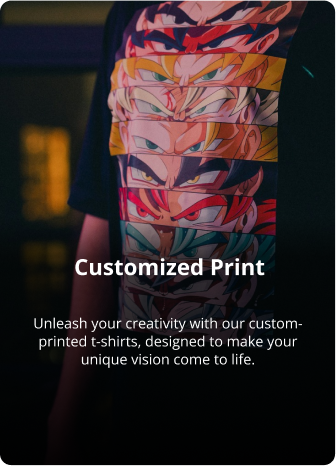 Customized Print
Unleash your creativity with our custom-
printed t-shirts, designed to make your
unique vision come to life.